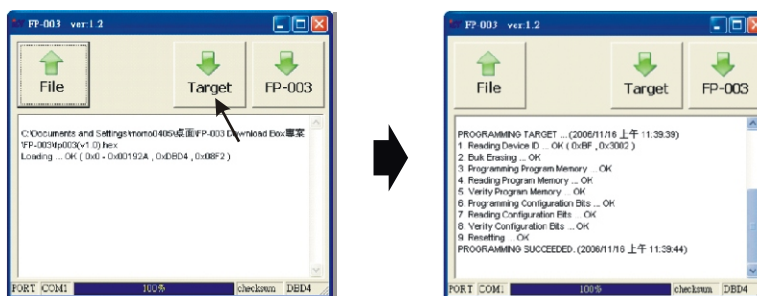 FP-003 ver:1.2
File
Target
FP-003
C:\Documents and Settings\momo0405\桌面\FP-003 Download Box專案
\FP-003\fp003(v1.0).hex
Loading ... OK ( 0x0 - 0x00192A , 0xDBD4 , 0x08F2 )
PORT COM1 100% checksum DBD4
FP-003 ver:1.2
File
Target
FP-003
PROGRAMMING TARGET ... (2006/11/16 上午 11:39:39)
1. Reading Device ID ... OK ( 0xBF , 0x3002 )
2. Bulk Erasing ... OK
3. Programming Program Memory ... OK
4. Reading Program Memory ... OK
5. Verity Program Memory ... OK
6. Programming Configuration Bits ... OK
7. Reading Configuration Bits ... OK
8. Verity Configuration Bits ... OK
9. Resetting ... OK
PROGRAMMING SUCCEEDED. (2006/11/16 上午 11:39:44)
PORT COM1 100% checksum DBD4